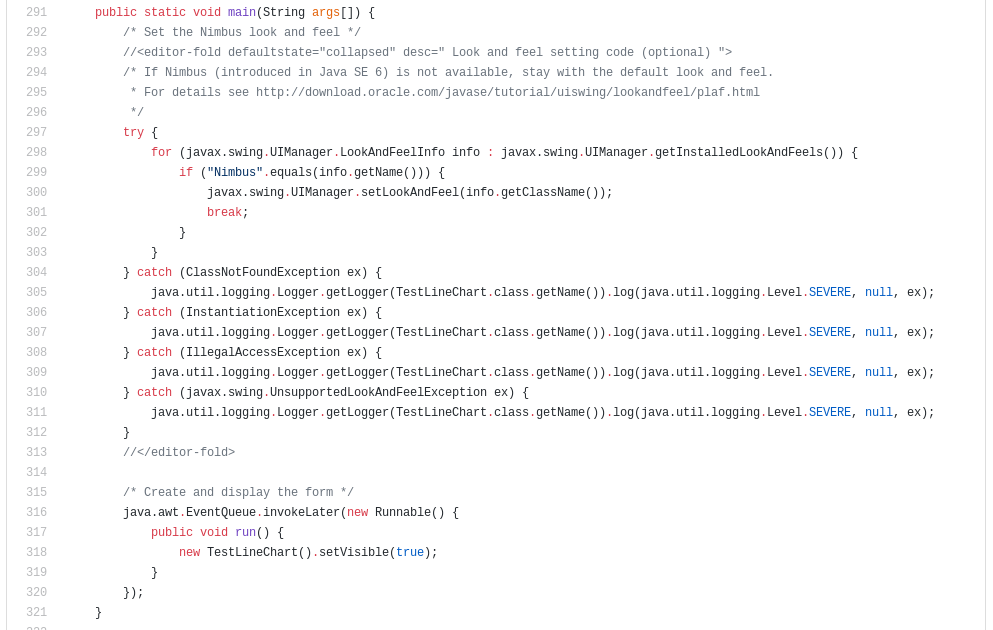 291 public static void main(String args[]) {
292 /* Set the Nimbus look and feel */
293 //<editor-fold defaultstate="collapsed" desc=" Look and feel setting code (optional) ">
294 /* If Nimbus (introduced in Java SE 6) is not available, stay with the default look and feel.
295 * For details see http://download.oracle.com/javase/tutorial/uiswing/lookandfeel/plaf.html
296 */
297 try {
298 for (javax.swing.UIManager.LookAndFeelInfo info : javax.swing.UIManager.getInstalledLookAndFeels()) {
299 if ("Nimbus".equals(info.getName())) {
300 javax.swing.UIManager.setLookAndFeel(info.getClassName());
301 break;
302 }
303 }
304 } catch (ClassNotFoundException ex) {
305 java.util.logging.Logger.getLogger(TestLineChart.class.getName()).log(java.util.logging.Level.SEVERE, null, ex);
306 } catch (InstantiationException ex) {
307 java.util.logging.Logger.getLogger(TestLineChart.class.getName()).log(java.util.logging.Level.SEVERE, null, ex);
308 } catch (IllegalAccessException ex) {
309 java.util.logging.Logger.getLogger(TestLineChart.class.getName()).log(java.util.logging.Level.SEVERE, null, ex);
310 } catch (javax.swing.UnsupportedLookAndFeelException ex) {
311 java.util.logging.Logger.getLogger(TestLineChart.class.getName()).log(java.util.logging.Level.SEVERE, null, ex);
312 }
313 //</editor-fold>
314
315 /* Create and display the form */
316 java.awt.EventQueue.invokeLater(new Runnable() {
317 public void run() {
318 new TestLineChart().setVisible(true);
319 }
320 });
321 }